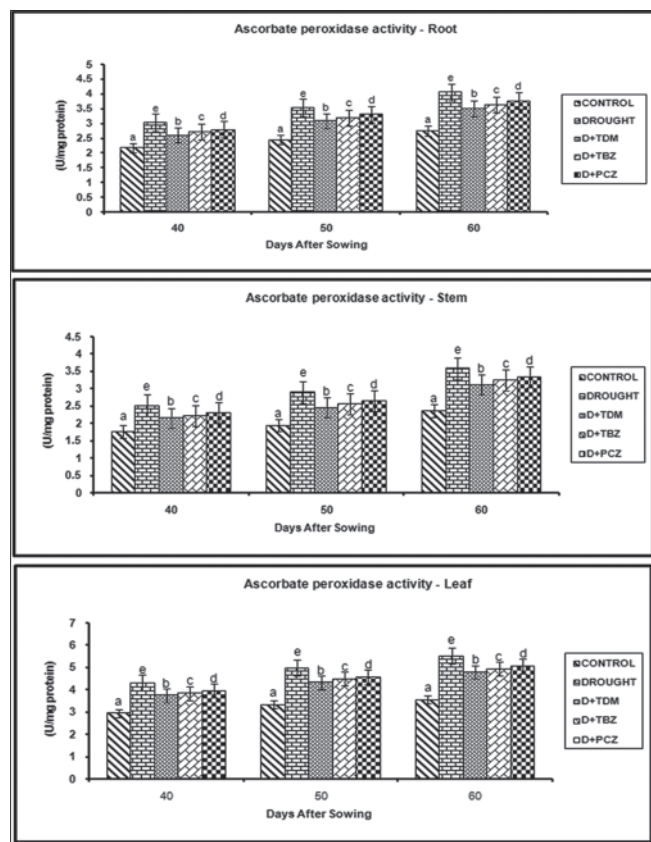 Ascorbate peroxidase activity - Root
(U/mg protein)
5
4.5
4
3.5
3
2.5
2
1.5
1
0.5
0
a e b c d
a e b c d
a e b c d
40 50 60
Days After Sowing
CONTROL
DROUGHT
D+TDM
D+TBZ
D+PCZ
Ascorbate peroxidase activity - Stem
(U/mg protein)
4.5
4
3.5
3
2.5
2
1.5
1
0.5
0
a e b c d
a e b c d
a e b c d
40 50 60
Days After Sowing
CONTROL
DROUGHT
D+TDM
D+TBZ
D+PCZ
Ascorbate peroxidase activity - Leaf
(U/mg protein)
7
6
5
4
3
2
1
0
a e b c d
a e b c d
a e b c d
40 50 60
Days After Sowing
CONTROL
DROUGHT
D+TDM
D+TBZ
D+PCZ